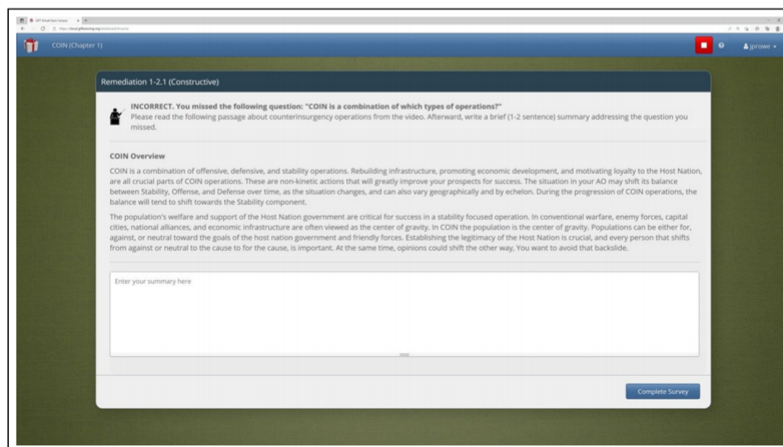 COIN (Chapter 1)
jprowe
Remediation 1-2.1 (Constructive)
INCORRECT. You missed the following question: "COIN is a combination of which types of operations?"
Please read the following passage about counterinsurgency operations from the video. Afterward, write a brief (1-2 sentence) summary addressing the question you
missed.
COIN Overview
COIN is a combination of offensive, defensive, and stability operations. Rebuilding infrastructure, promoting economic development, and motivating loyalty to the Host Nation,
are all crucial parts of COIN operations. These are non-kinetic actions that will greatly improve your prospects for success. The situation in your AO may shift its balance
between Stability, Offense, and Defense over time, as the situation changes, and can also vary geographically and by echelon. During the progression of COIN operations, the
balance will tend to shift towards the Stability component.
The population's welfare and support of the Host Nation government are critical for success in a stability focused operation. In conventional warfare, enemy forces, capital
cities, national alliances, and economic infrastructure are often viewed as the center of gravity. In COIN the population is the center of gravity. Populations can be either for,
against, or neutral toward the goals of the host nation government and friendly forces. Establishing the legitimacy of the Host Nation is crucial, and every person that shifts
from against or neutral to the cause to for the cause, is important. At the same time, opinions could shift the other way, You want to avoid that backslide.
Enter your summary here
Complete Survey